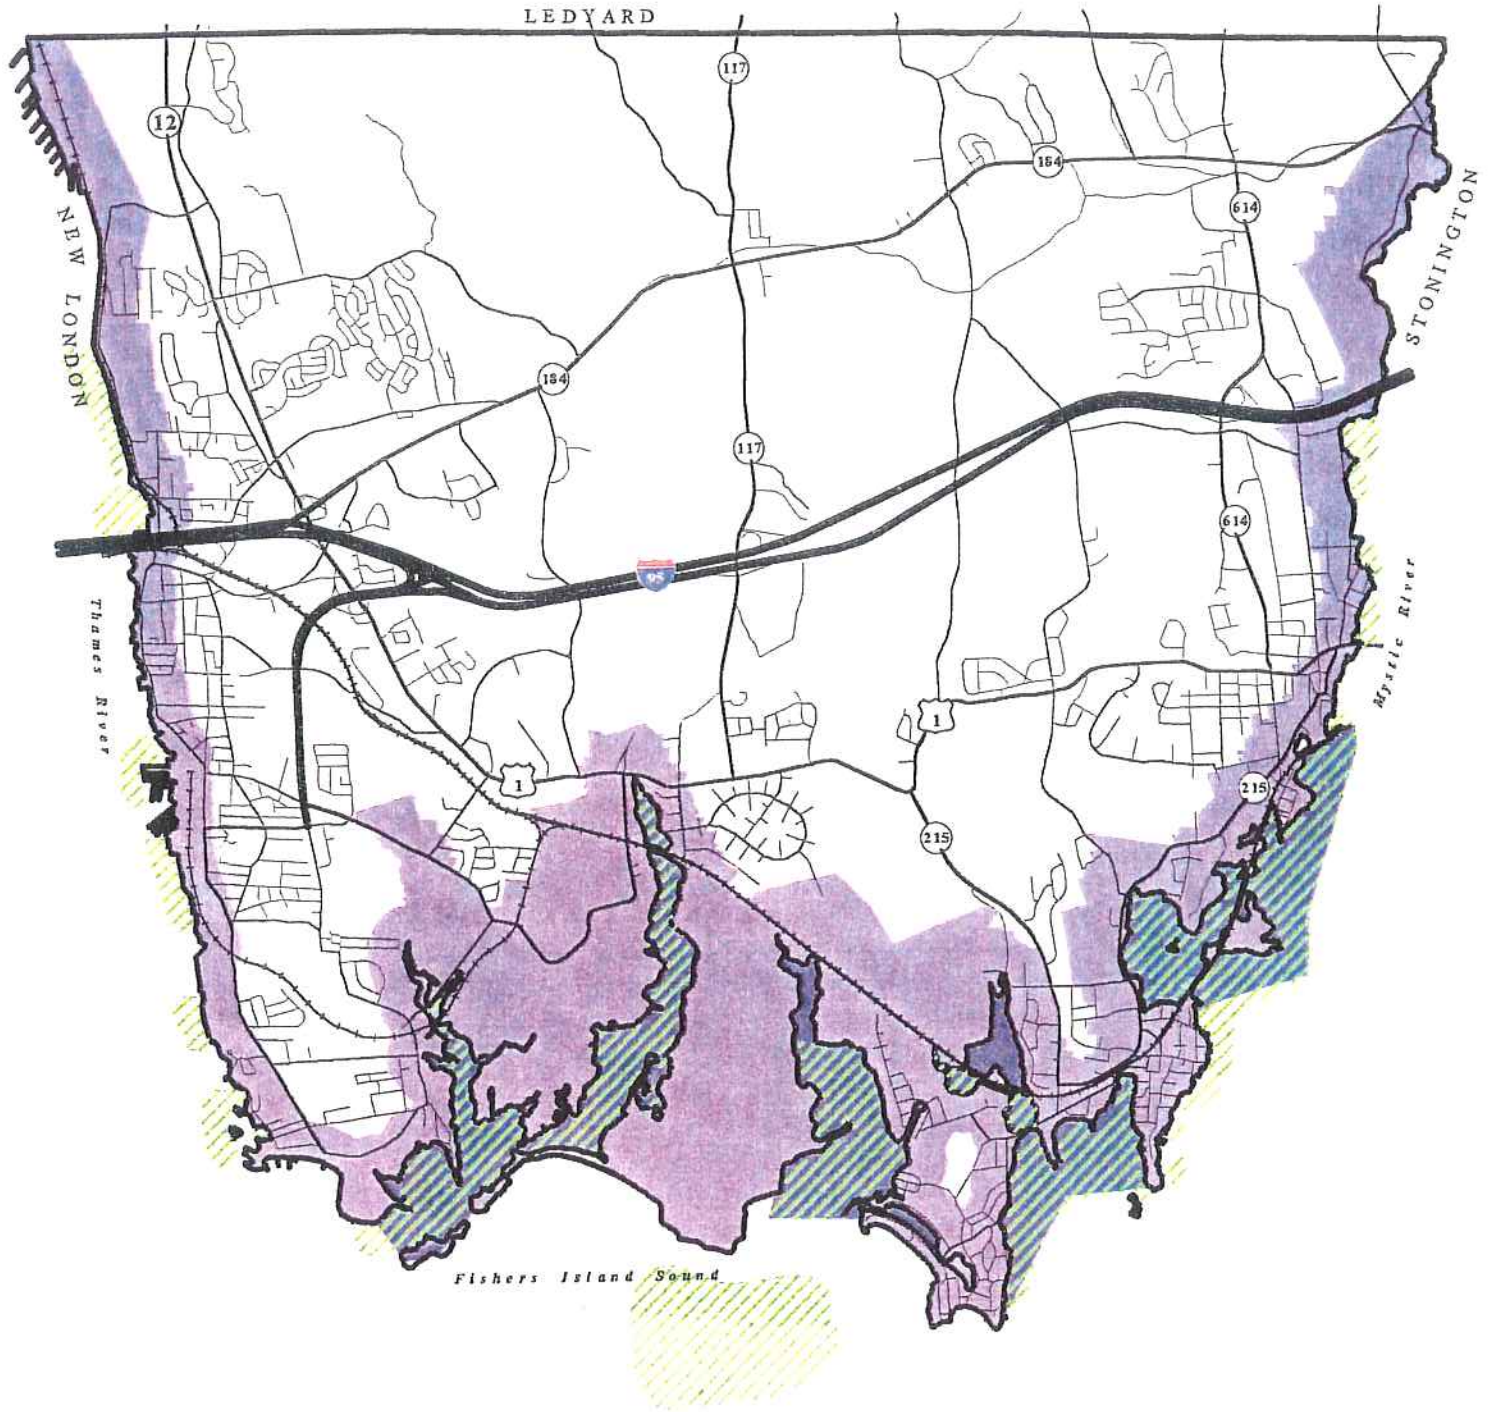 LEDYARD
117
12
184
614
NEW LONDON
STONINGTON
184
117
614
95
Thames River
Mystic River
1
1
215
215
Fishers Island Sound